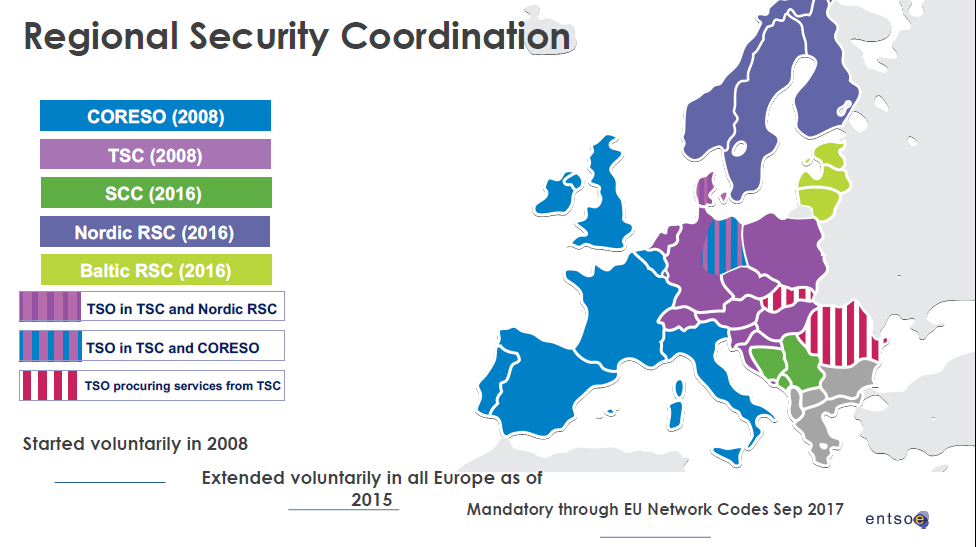 Regional Security Coordination
CORESO (2008)
TSC (2008)
SCC (2016)
Nordic RSC (2016)
Baltic RSC (2016)
TSO in TSC and Nordic RSC
TSO in TSC and CORESO
TSO procuring services from TSC
Started voluntarily in 2008
Extended voluntarily in all Europe as of
2015
Mandatory through EU Network Codes Sep 2017
entsoe